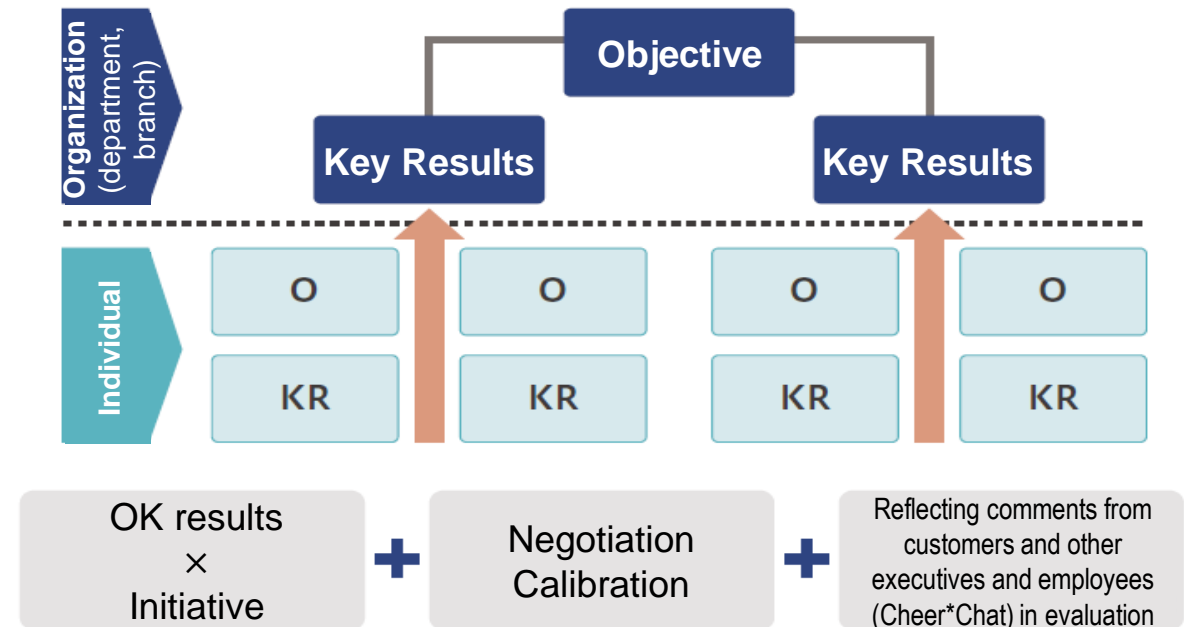 Organization
(department,
branch)
Objective
Key Results
Key Results
Individual
O
O
O
O
KR
KR
KR
KR
OK results
×
Initiative
+
Negotiation
Calibration
+
Reflecting comments from
customers and other
executives and employees
(Cheer*Chat) in evaluation